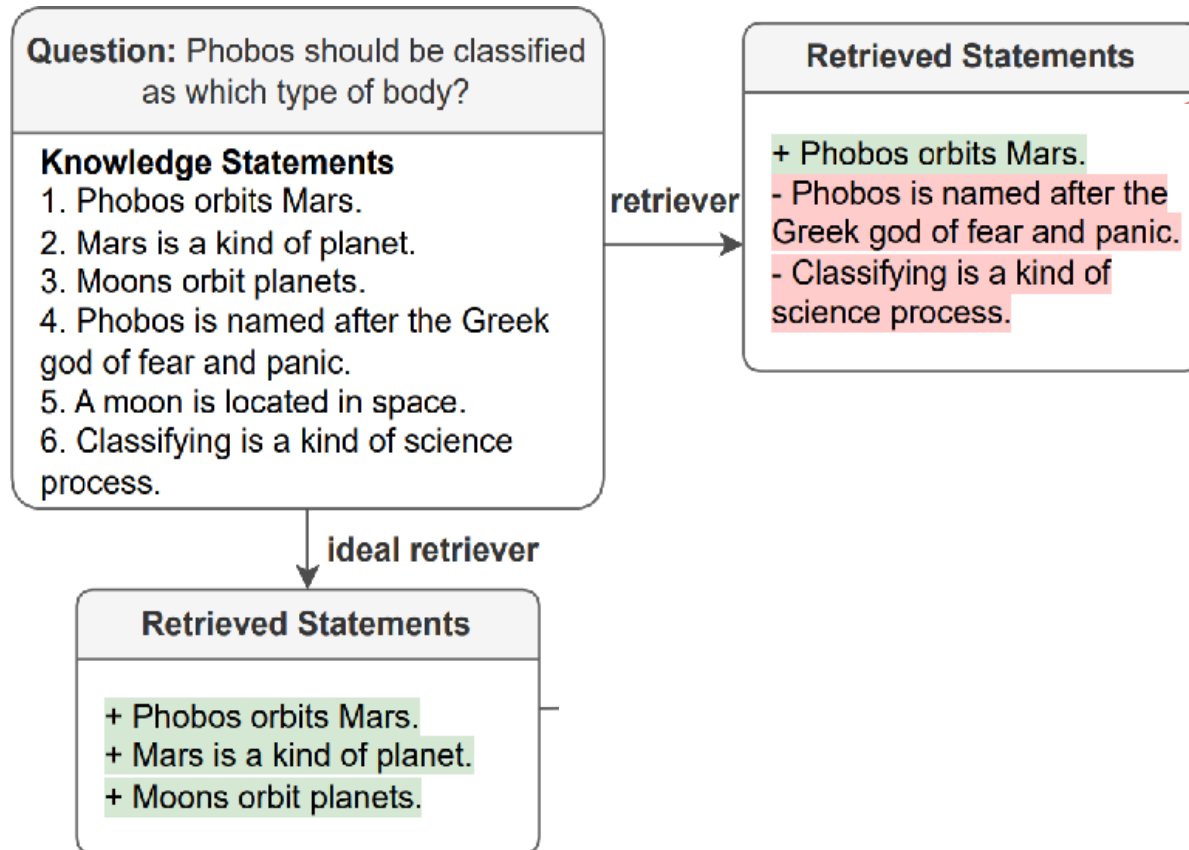 Question: Phobos should be classified
as which type of body?
Knowledge Statements
1. Phobos orbits Mars.
2. Mars is a kind of planet.
3. Moons orbit planets.
4. Phobos is named after the Greek
god of fear and panic.
5. A moon is located in space.
6. Classifying is a kind of science
process.
retriever
Retrieved Statements
+ Phobos orbits Mars.
- Phobos is named after the
Greek god of fear and panic.
- Classifying is a kind of
science process.
ideal retriever
Retrieved Statements
+ Phobos orbits Mars.
+ Mars is a kind of planet.
+ Moons orbit planets.